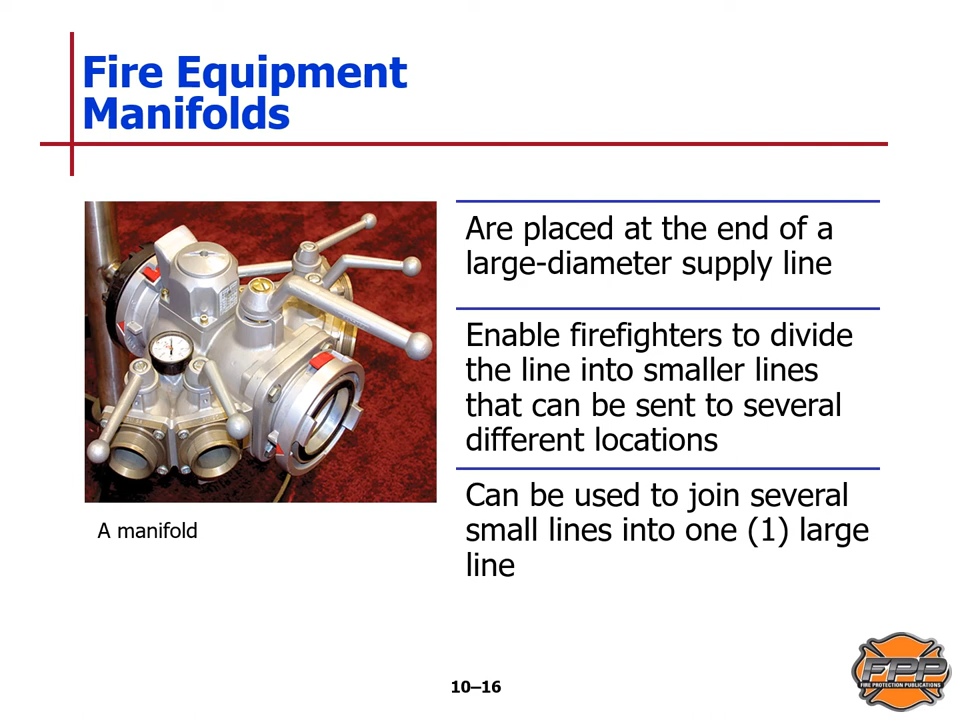 Fire Equipment
Manifolds
Are placed at the end of a
large-diameter supply line
Enable firefighters to divide
the line into smaller lines
that can be sent to several
different locations
Can be used to join several
small lines into one (1) large
line
A manifold
10–16
FPP
FIRE PROTECTION PUBLICATIONS